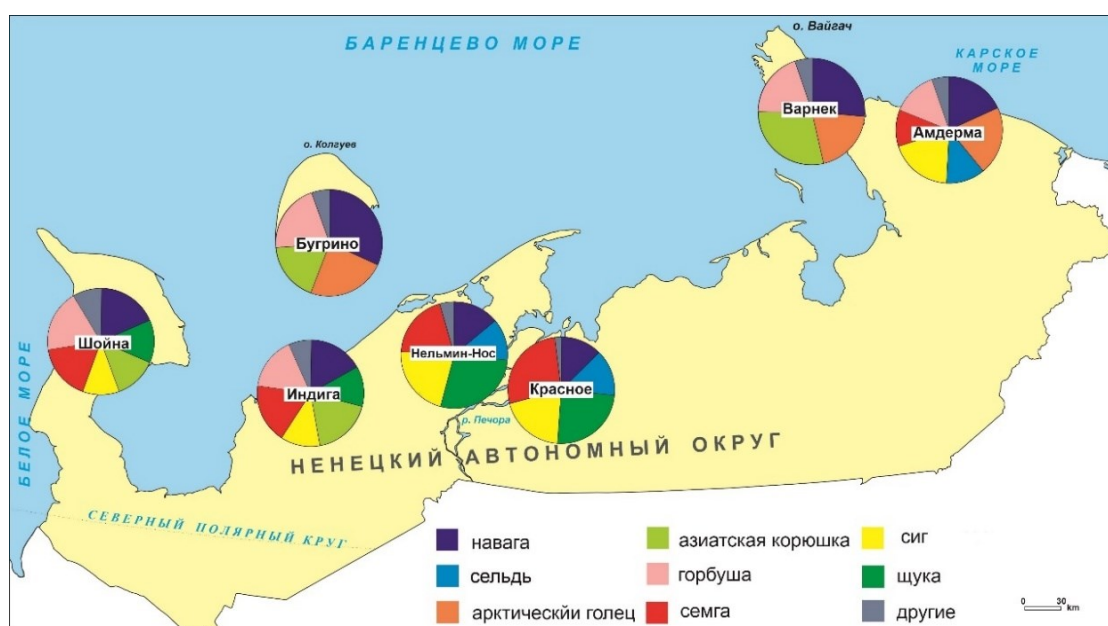 БАРЕНЦЕВО МОРЕ
о. Вайгач
КАРСКОЕ
МОРЕ
Варнек
Амдерма
о. Колгуев
Бугрино
Шойна
Индига
Нельмин-Нос
Красное
р. Печора
БЕЛОЕ МОРЕ
НЕНЕЦКИЙ АВТОНОМНЫЙ ОКРУГ
СЕВЕРНЫЙ ПОЛЯРНЫЙ КРУГ
навага
азиатская корюшка
сиг
сельдь
горбуша
щука
арктическйй голец
семга
другие
0 30
km